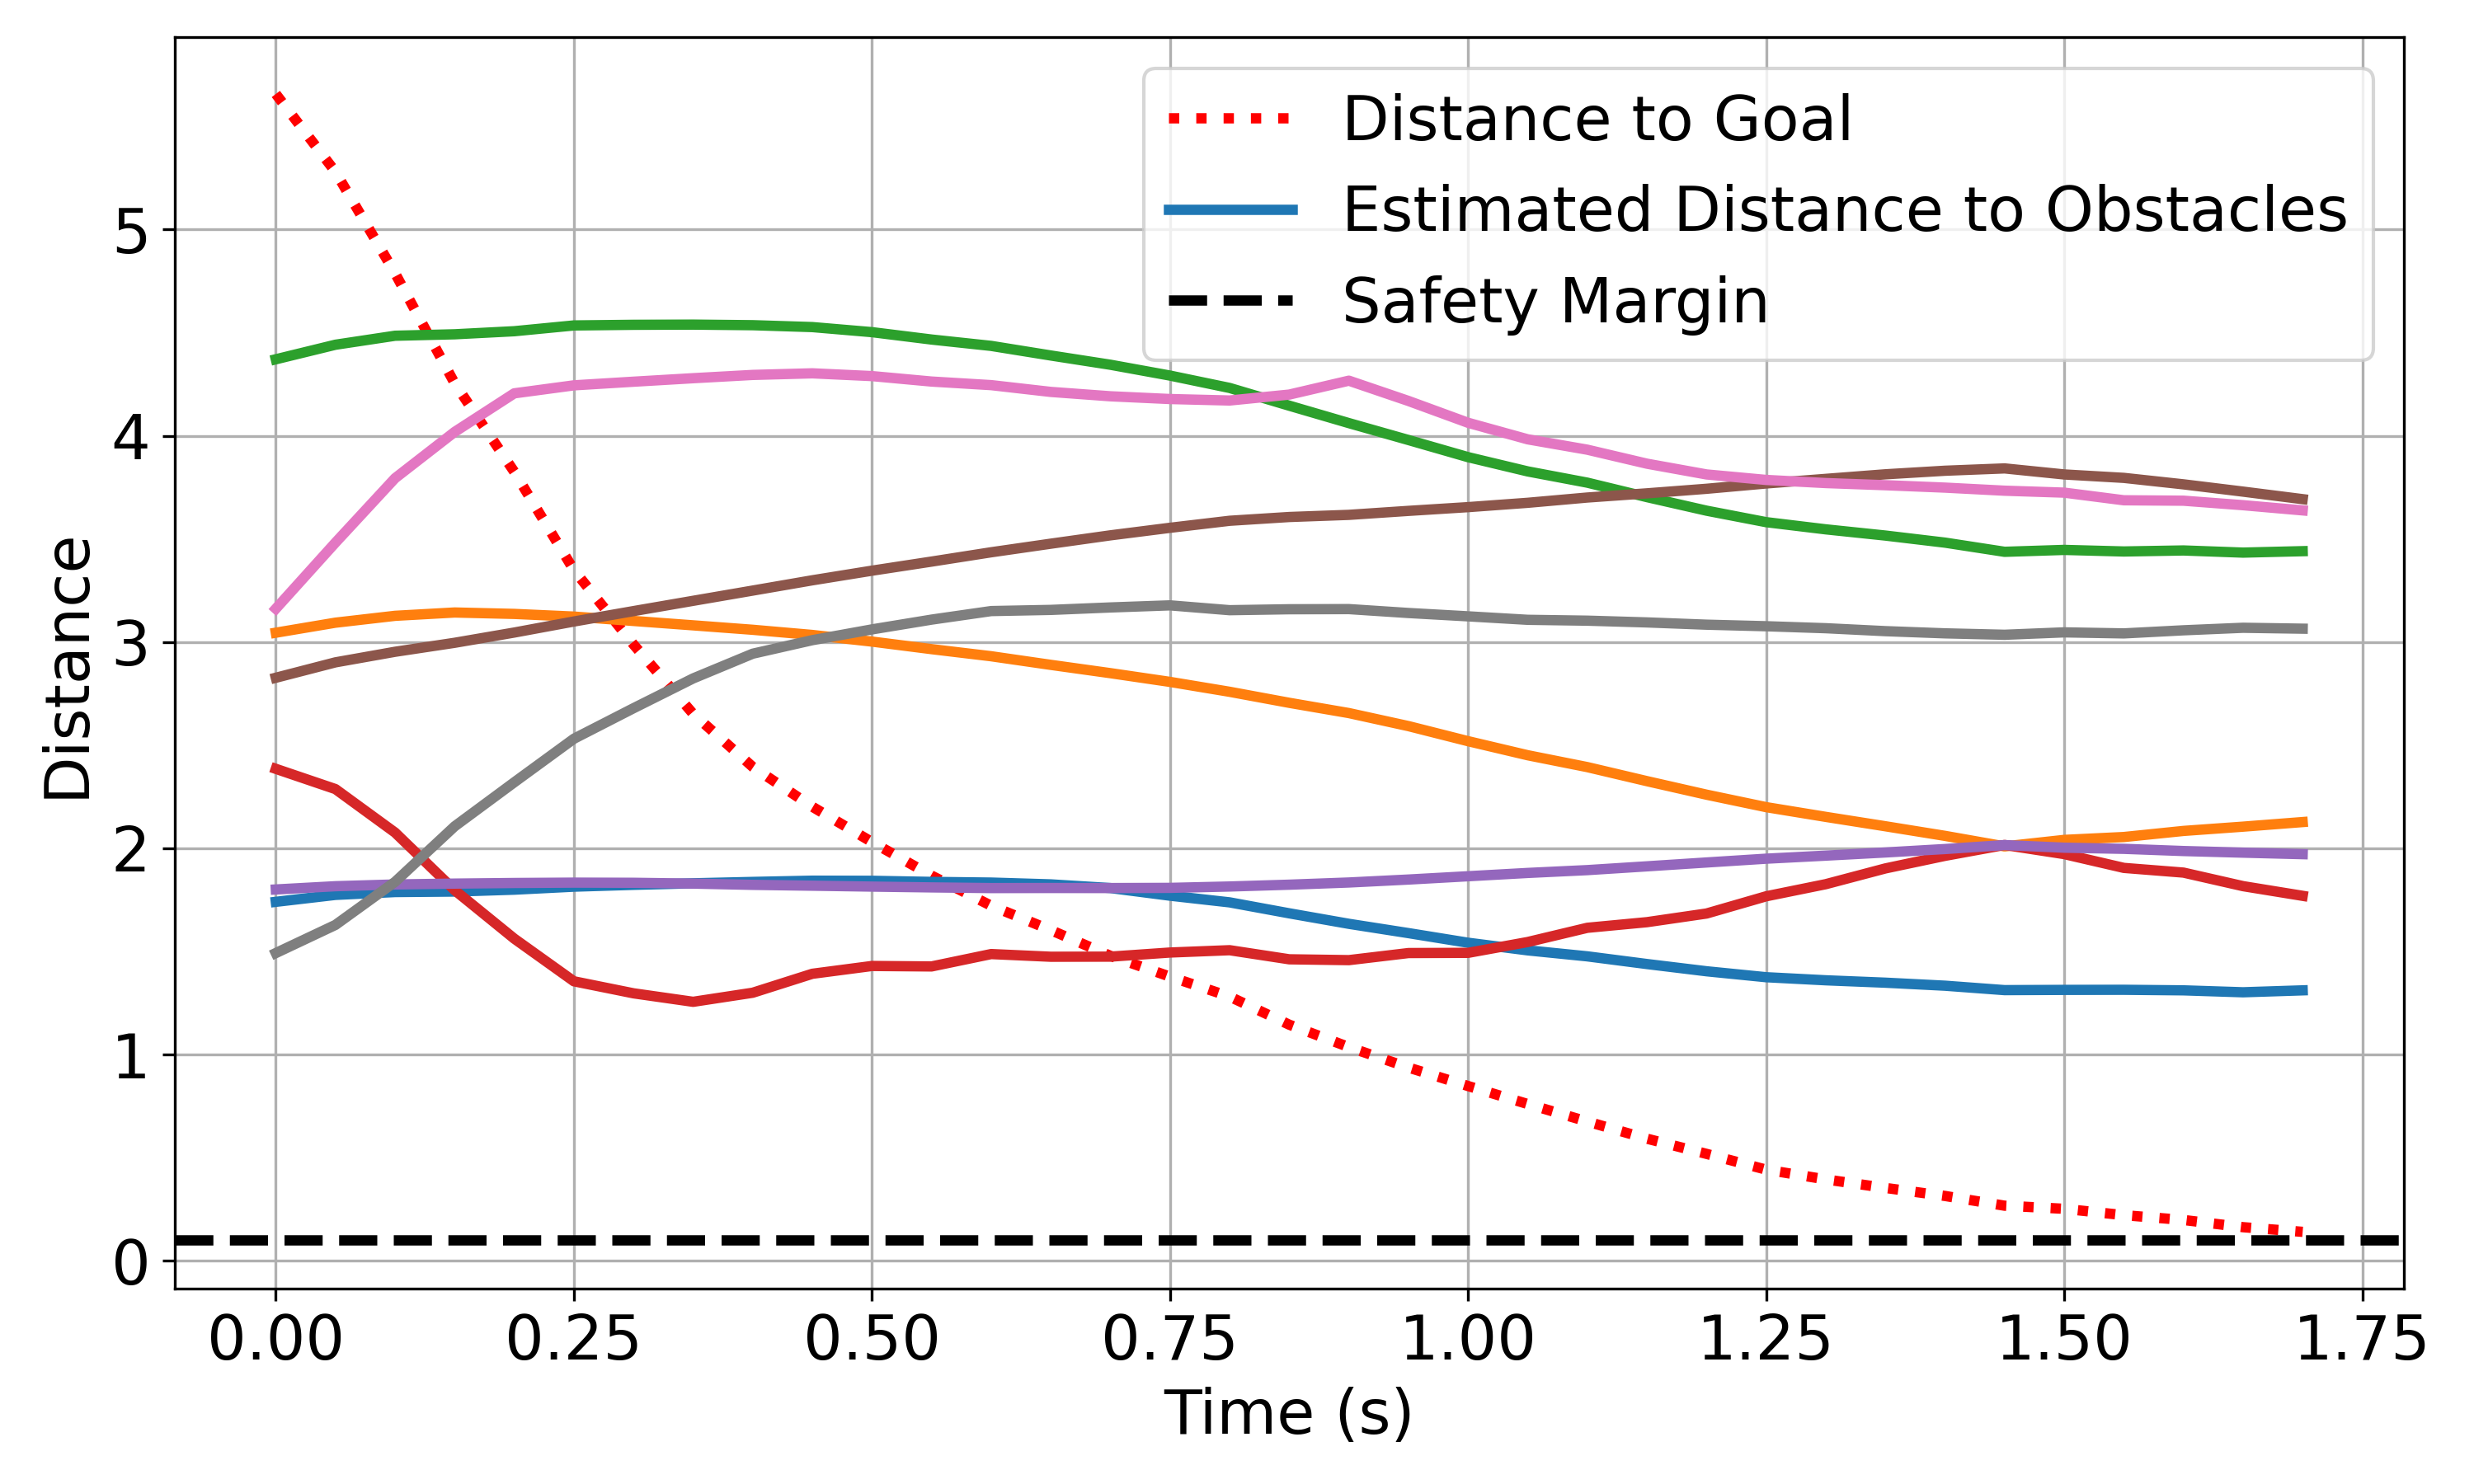 Distance to Goal
Estimated Distance to Obstacles
Safety Margin
Distance
5
4
3
2
1
0
0.00 0.25 0.50 0.75 1.00 1.25 1.50 1.75
Time (s)